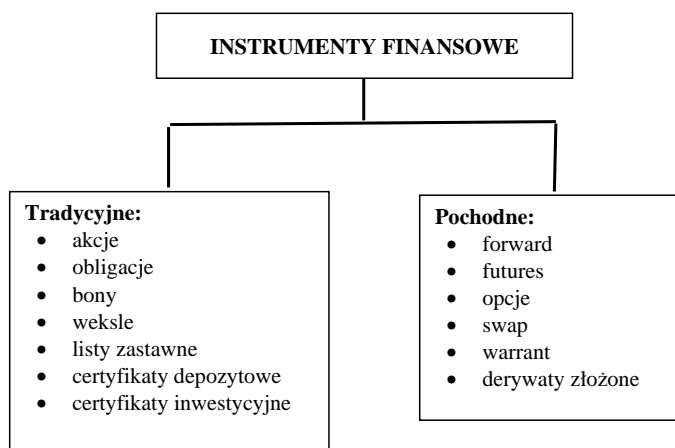 INSTRUMENTY FINANSOWE
Tradycyjne:
• akcje
• obligacje
• bony
• weksle
• listy zastawne
• certyfikaty depozytowe
• certyfikaty inwestycyjne
Pochodne:
• forward
• futures
• opcje
• swap
• warrant
• derywaty złożone